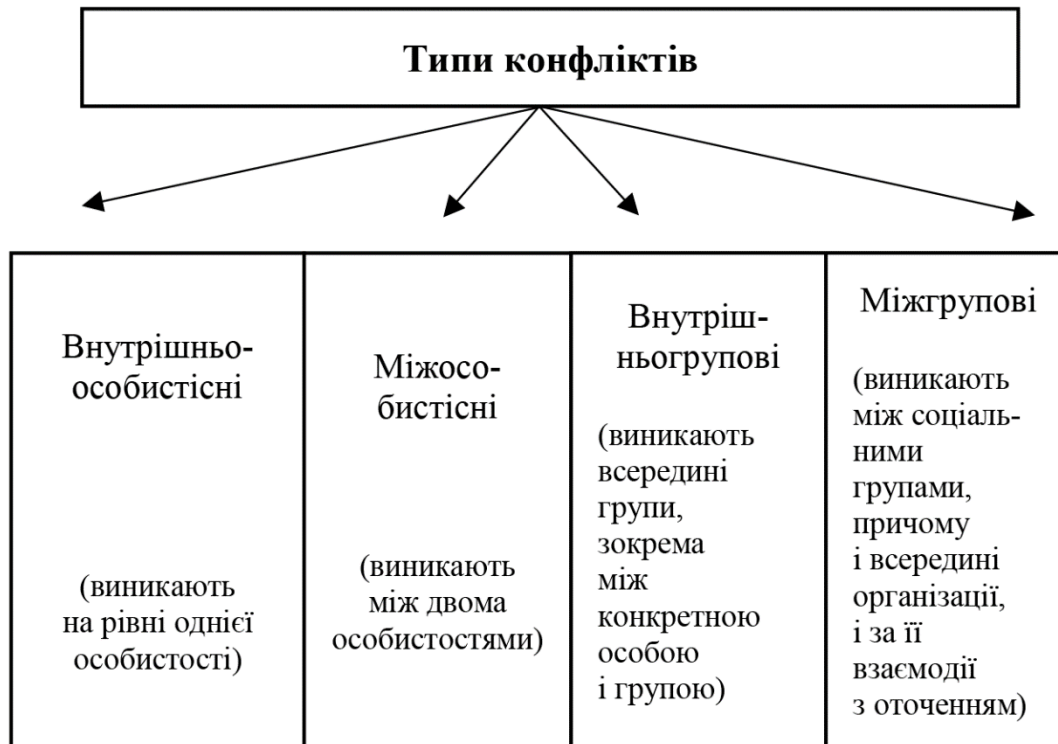 Типи конфліктів
Внутрішньо-
особистісні
(виникають
на рівні однієї
особистості)
Міжосо-
бистісні
(виникають
між двома
особистостями)
Внутріш-
ньогрупові
(виникають
всередині
групи,
зокрема
між
конкретною
особою
і групою)
Міжгрупові
(виникають
між соціаль-
ними
групами,
причому
і всередині
організації,
і за її
взаємодії
з оточенням)